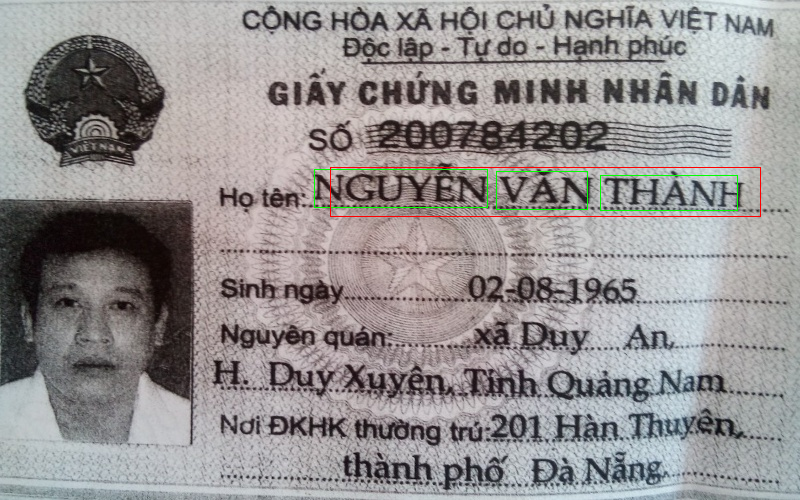 CỘNG HÒA XÃ HỘI CHỦ NGHĨA VIỆT NAM
Độc lập - Tự do - Hạnh phúc
GIẤY CHỨNG MINH NHÂN DÂN
SỐ 200784202
VIETNAM
Họ tên: NGUYỄN VĂN THÀNH
Sinh ngày 02-08-1965
Nguyên quán: xã Duy An,
H. Duy Xuyên, Tỉnh Quảng Nam
Nơi ĐKHK thường trú: 201 Hàn Thuyên,
thành phố Đà Nẵng